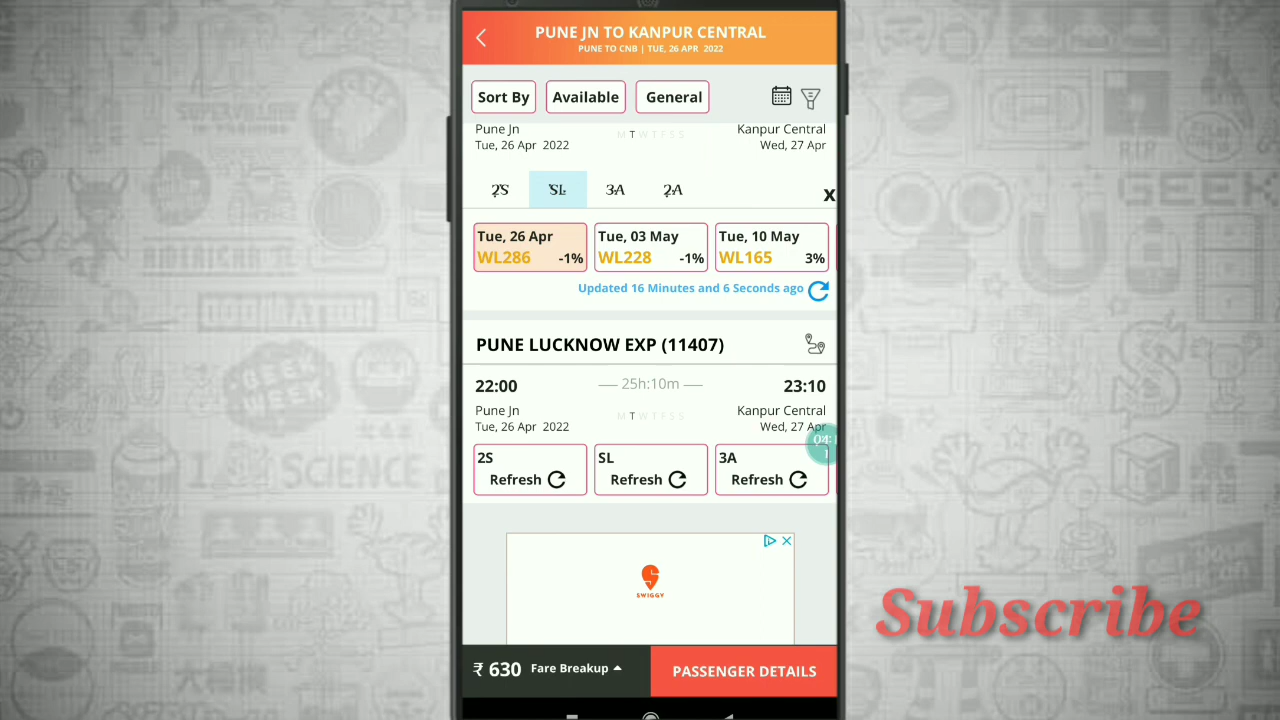 PUNE JN TO KANPUR CENTRAL
PUNE TO CNB | TUE, 26 APR 2022
Sort By Available General
Pune Jn M T W T F S S Kanpur Central
Tue, 26 Apr 2022 Wed, 27 Apr
2S SL 3A 2A X
Tue, 26 Apr Tue, 03 May Tue, 10 May
WL286 -1% WL228 -1% WL165 3%
Updated 16 Minutes and 6 Seconds ago
PUNE LUCKNOW EXP (11407)
22:00 25h:10m 23:10
Pune Jn M T W T F S S Kanpur Central
Tue, 26 Apr 2022 Wed, 27 Apr
2S SL 3A
Refresh Refresh Refresh
SWIGGY
₹ 630 Fare Breakup PASSENGER DETAILS
Subscribe
GEEK
GEEK
WEEK
SCIENCE